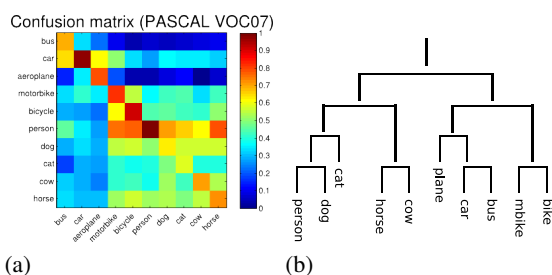 Confusion matrix (PASCAL VOC07)
bus
car
aeroplane
motorbike
bicycle
person
dog
cat
cow
horse
bus
car
aeroplane
motorbike
bicycle
person
dog
cat
cow
horse
1
0.9
0.8
0.7
0.6
0.5
0.4
0.3
0.2
0.1
0
(a)
person
dog
cat
horse
cow
plane
car
bus
mbike
bike
(b)